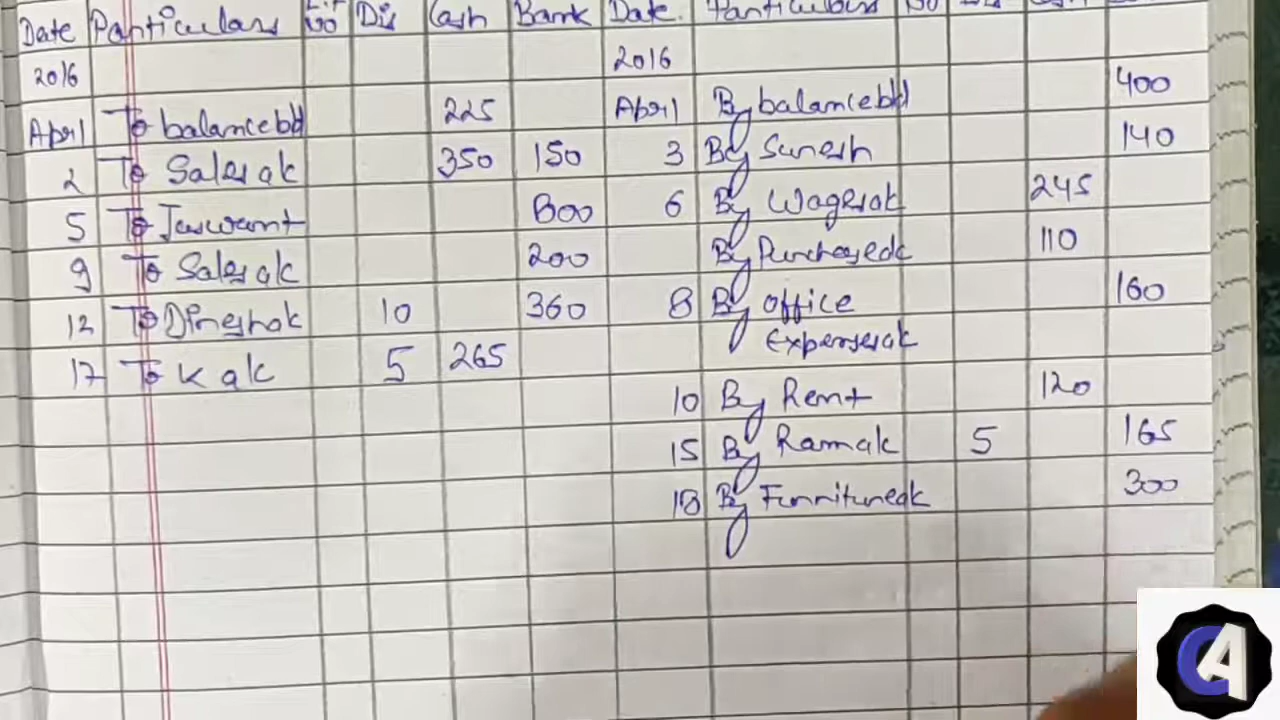 Date Particulars Dis Cash Bank Date. Particulars
2016 2016
April To balance b/d 225 April By balance b/d 400
2 To Sales a/c 350 150 3 By Suresh 140
5 To Jaswant 800 6 By Wages a/c 245
9 To Sales a/c 200 By Purchase a/c 110
12 To Dinesh a/c 10 360 8 By office 160
Expenses a/c
17 To K a/c 5 265
10 By Rent 120
15 By Ram a/c 5 165
18 By Furniture a/c 300
CA